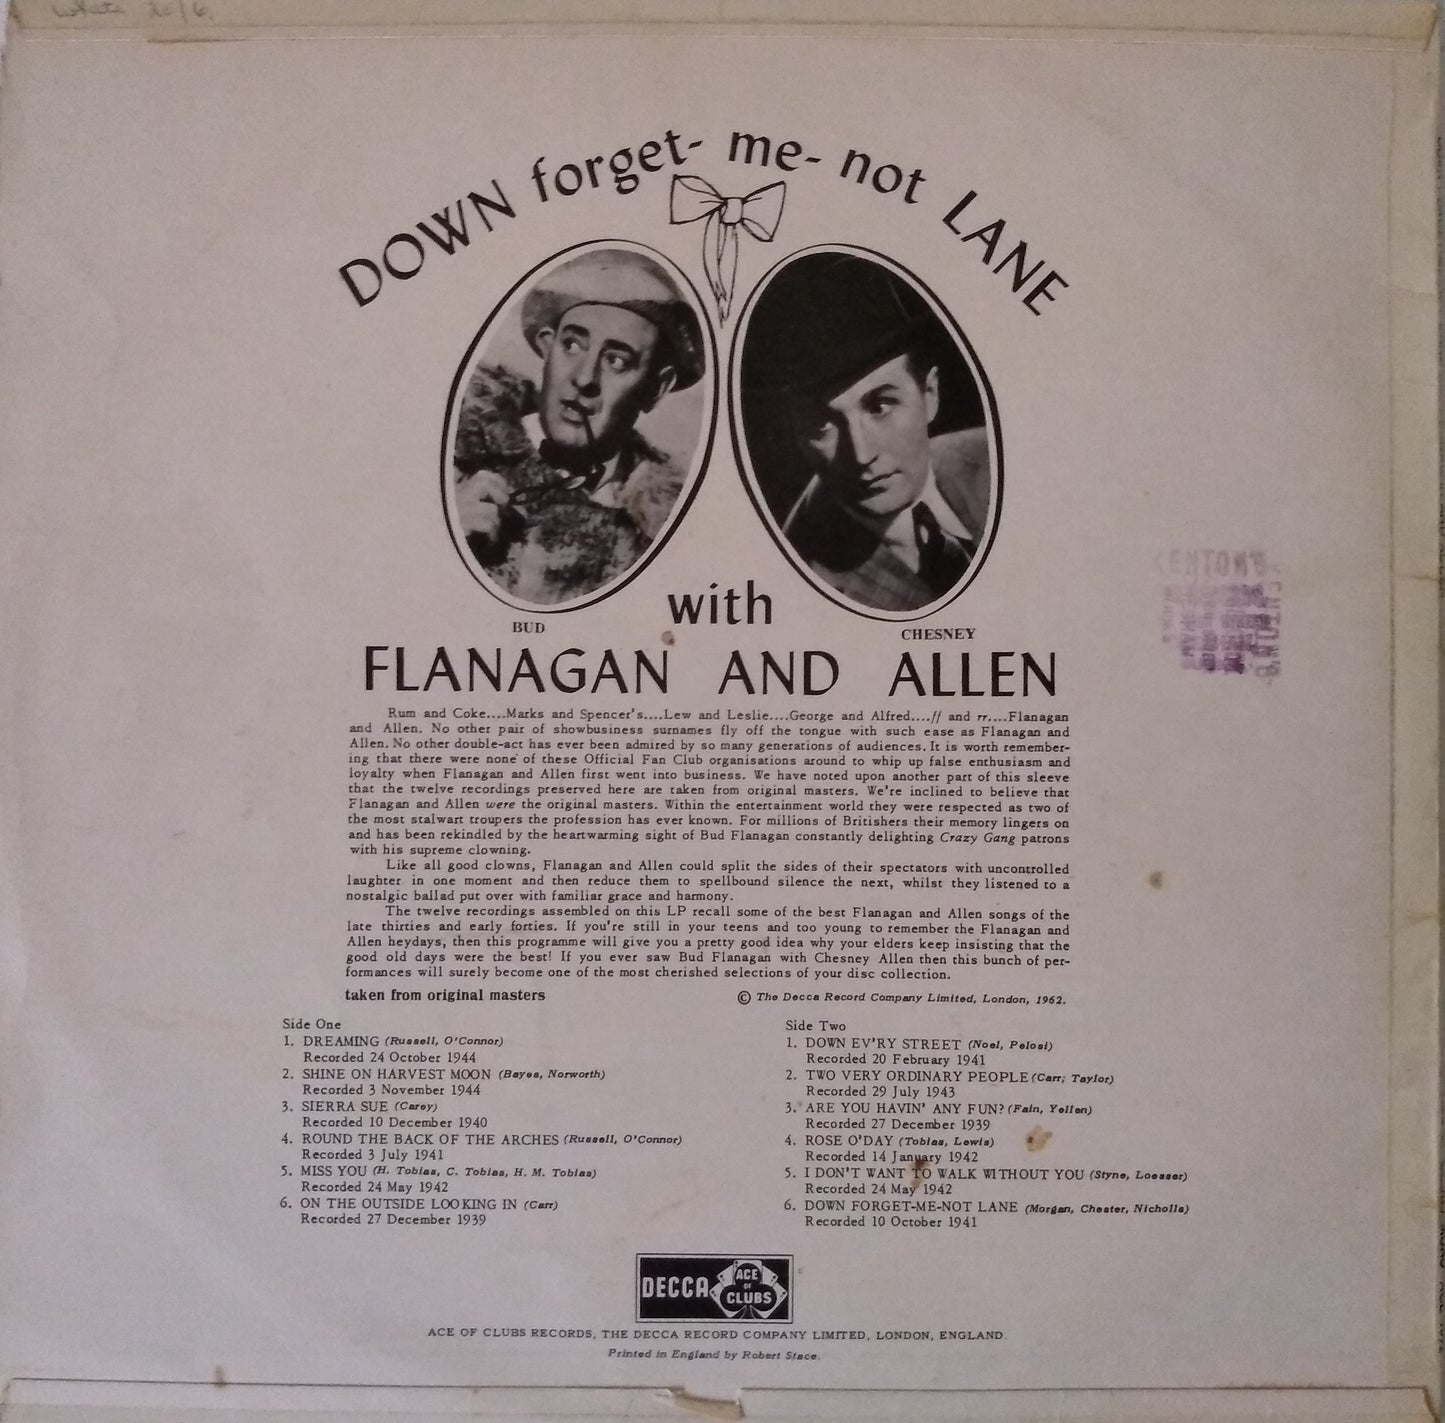 DOWN forget- me- not LANE
BUD
with
CHESNEY
FLANAGAN AND ALLEN
Rum and Coke....Marks and Spencer's....Lew and Leslie....George and Alfred....ff and rr....Flanagan
and Allen. No other pair of showbusiness surnames fly off the tongue with such ease as Flanagan and
Allen. No other double-act has ever been admired by so many generations of audiences. It is worth remember-
ing that there were none of these Official Fan Club organisations around to whip up false enthusiasm and
loyalty when Flanagan and Allen first went into business. We have noted upon another part of this sleeve
that the twelve recordings preserved here are taken from original masters. We're inclined to believe that
Flanagan and Allen were the original masters. Within the entertainment world they were respected as two of
the most stalwart troupers the profession has ever known. For millions of Britishers their memory lingers on
and has been rekindled by the heartwarming sight of Bud Flanagan constantly delighting Crazy Gang patrons
with his supreme clowning.
Like all good clowns, Flanagan and Allen could split the sides of their spectators with uncontrolled
laughter in one moment and then reduce them to spellbound silence the next, whilst they listened to a
nostalgic ballad put over with familiar grace and harmony.
The twelve recordings assembled on this LP recall some of the best Flanagan and Allen songs of the
late thirties and early forties. If you're still in your teens and too young to remember the Flanagan and
Allen heydays, then this programme will give you a pretty good idea why your elders keep insisting that the
good old days were the best! If you ever saw Bud Flanagan with Chesney Allen then this bunch of per-
formances will surely become one of the most cherished selections of your disc collection.
taken from original masters
© The Decca Record Company Limited, London, 1962.
Side One
1. DREAMING (Russell, O'Connor)
Recorded 24 October 1944
2. SHINE ON HARVEST MOON (Bayes, Norworth)
Recorded 3 November 1944
3. SIERRA SUE (Carey)
Recorded 10 December 1940
4. ROUND THE BACK OF THE ARCHES (Russell, O'Connor)
Recorded 3 July 1941
5. MISS YOU (H. Tobias, C. Tobias, H. M. Tobias)
Recorded 24 May 1942
6. ON THE OUTSIDE LOOKING IN (Carr)
Recorded 27 December 1939
Side Two
1. DOWN EV'RY STREET (Noel, Pelosi)
Recorded 20 February 1941
2. TWO VERY ORDINARY PEOPLE (Carr; Taylor)
Recorded 29 July 1943
3. ARE YOU HAVIN' ANY FUN? (Fain, Yellen)
Recorded 27 December 1939
4. ROSE O'DAY (Tobias, Lewis)
Recorded 14 January 1942
5. I DON'T WANT TO WALK WITHOUT YOU (Styne, Loesser)
Recorded 24 May 1942
6. DOWN FORGET-ME-NOT LANE (Morgan, Chester, Nicholls)
Recorded 10 October 1941
DECCA ACE OF CLUBS
ACE OF CLUBS RECORDS, THE DECCA RECORD COMPANY LIMITED, LONDON, ENGLAND.
Printed in England by Robert Stace.